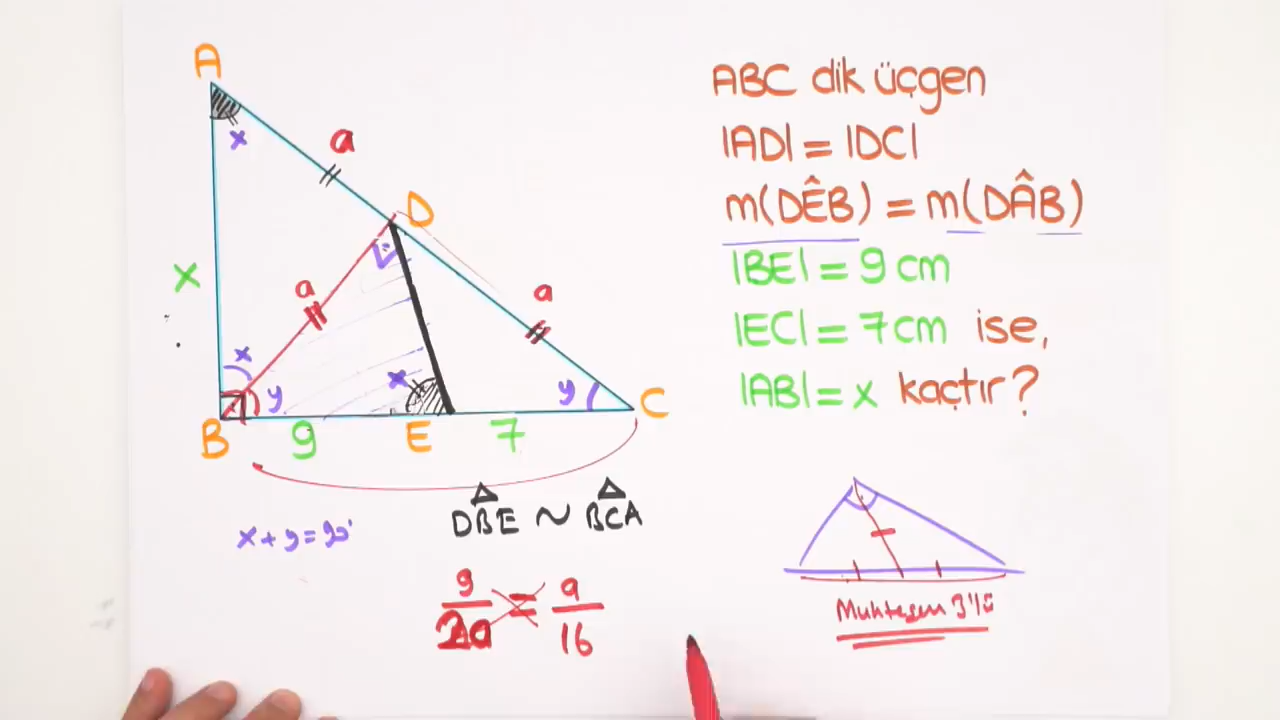 ABC dik üçgen
|AD| = |DC|
m(DÊB) = m(DÂB)
|BE| = 9 cm
|EC| = 7 cm ise,
|AB| = x kaçtır?
A
x
a
D
x
a
a
x
y
x
y
B
9
E
7
C
x + y = 90°
DBE ~ BCA
9/2a = a/16
Muhteşem 3'lü